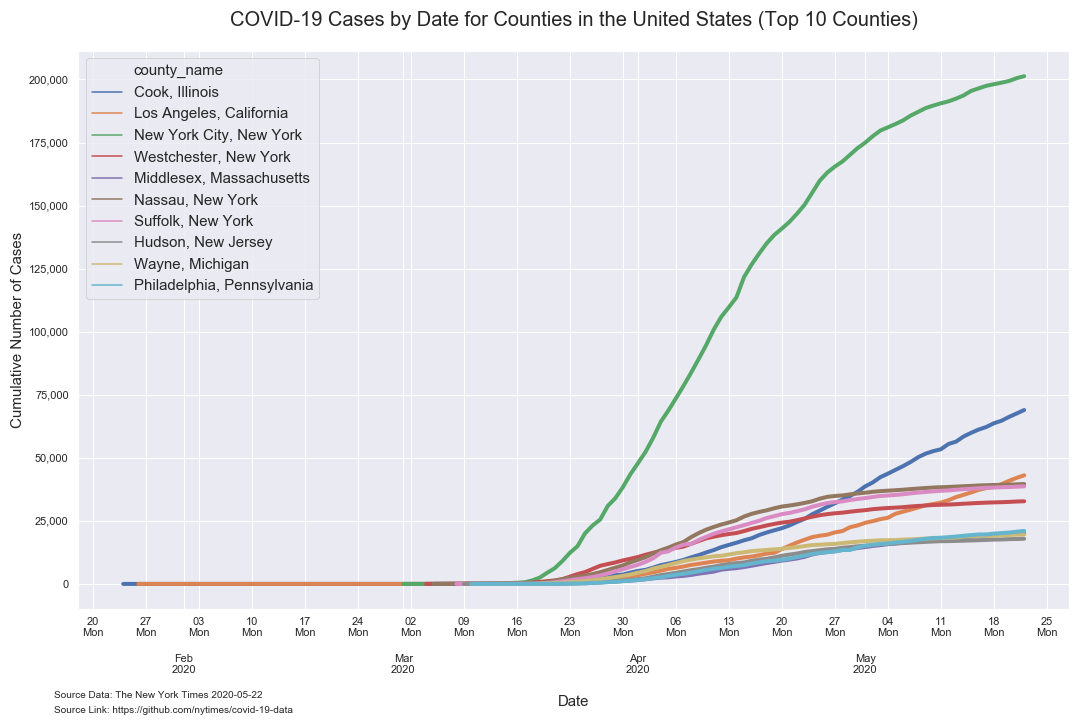 COVID-19 Cases by Date for Counties in the United States (Top 10 Counties)
county_name
Cook, Illinois
Los Angeles, California
New York City, New York
Westchester, New York
Middlesex, Massachusetts
Nassau, New York
Suffolk, New York
Hudson, New Jersey
Wayne, Michigan
Philadelphia, Pennsylvania
Cumulative Number of Cases
200,000
175,000
150,000
125,000
100,000
75,000
50,000
25,000
0
20 27 03 10 17 24 02 09 16 23 30 06 13 20 27 04 11 18 25
Mon Mon Mon Mon Mon Mon Mon Mon Mon Mon Mon Mon Mon Mon Mon Mon Mon Mon Mon
Feb Mar Apr May
2020 2020 2020 2020
Date
Source Data: The New York Times 2020-05-22
Source Link: https://github.com/nytimes/covid-19-data